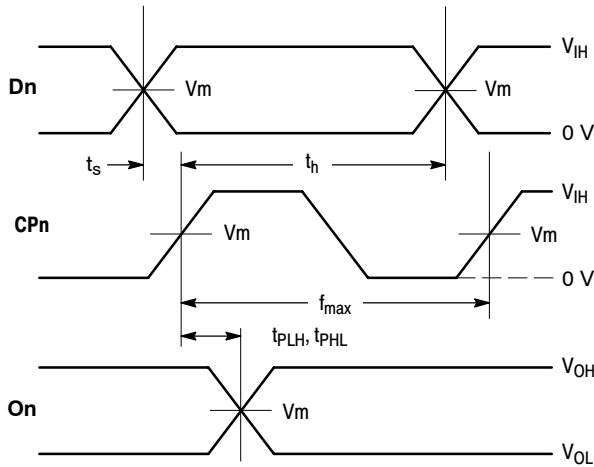 V_IH
Dn Vm Vm
0 V
t_s t_h
V_IH
CPn Vm Vm
0 V
f_max
t_PLH, t_PHL
V_OH
On Vm
V_OL